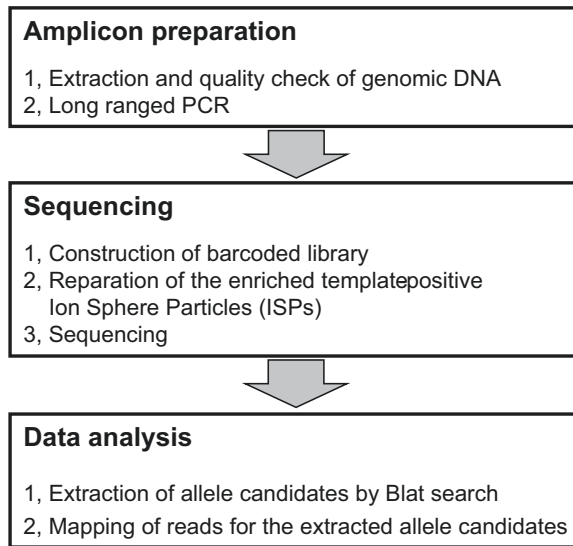 Amplicon preparation
1, Extraction and quality check of genomic DNA
2, Long ranged PCR
Sequencing
1, Construction of barcoded library
2, Reparation of the enriched templatepositive
Ion Sphere Particles (ISPs)
3, Sequencing
Data analysis
1, Extraction of allele candidates by Blat search
2, Mapping of reads for the extracted allele candidates